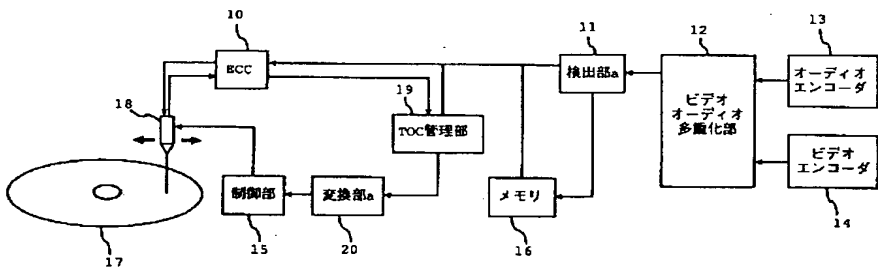 10
ECC
18
19
TOC管理部
11
検出部a
12
ビデオ
オーディオ
多重化部
13
オーディオ
エンコーダ
ビデオ
エンコーダ
14
制御部
15
変換部a
20
メモリ
16
17